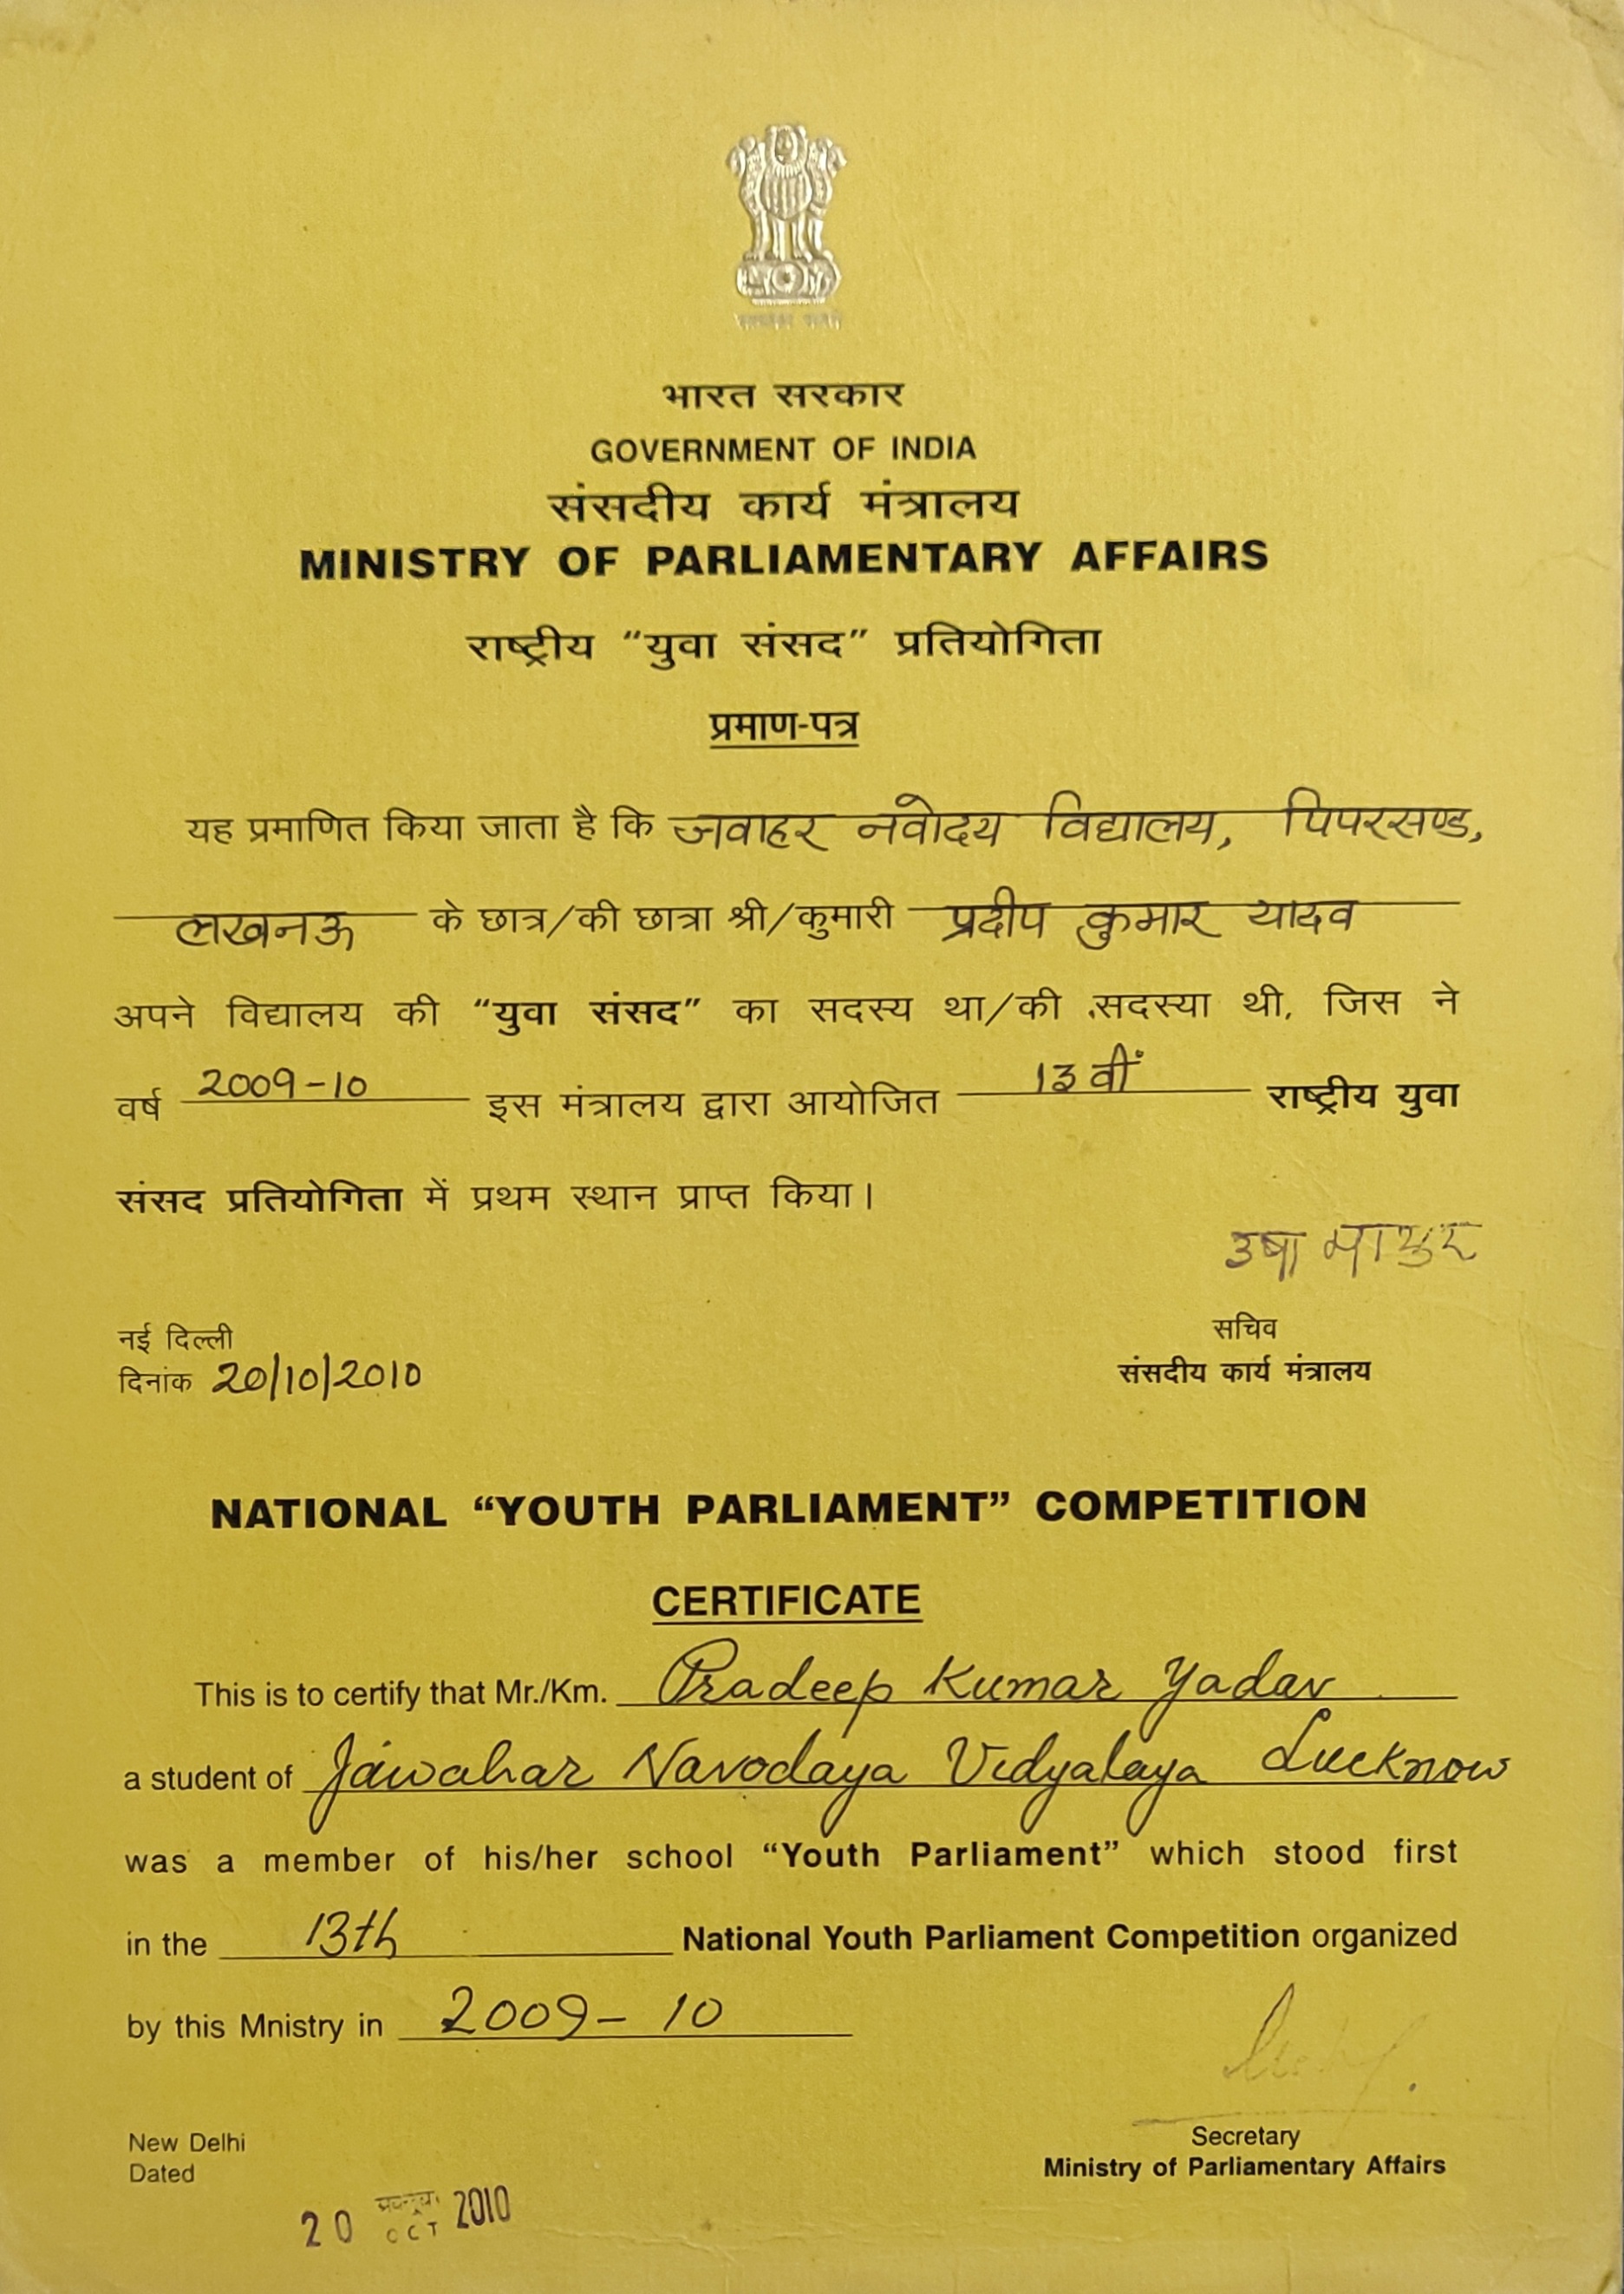 भारत सरकार
GOVERNMENT OF INDIA
संसदीय कार्य मंत्रालय
MINISTRY OF PARLIAMENTARY AFFAIRS
राष्ट्रीय “युवा संसद” प्रतियोगिता
प्रमाण-पत्र
यह प्रमाणित किया जाता है कि जवाहर नवोदय विद्यालय, पिपरसण्ड,
लखनऊ के छात्र/की छात्रा श्री/कुमारी प्रदीप कुमार यादव
अपने विद्यालय की “युवा संसद” का सदस्य था/की सदस्या थी, जिस ने
वर्ष 2009-10 इस मंत्रालय द्वारा आयोजित 13वीं राष्ट्रीय युवा
संसद प्रतियोगिता में प्रथम स्थान प्राप्त किया।
उषा माथुर
नई दिल्ली
दिनांक 20/10/2010
सचिव
संसदीय कार्य मंत्रालय
NATIONAL “YOUTH PARLIAMENT” COMPETITION
CERTIFICATE
This is to certify that Mr./Km. Pradeep Kumar Yadav
a student of Jawahar Navodaya Vidyalaya Lucknow
was a member of his/her school “Youth Parliament” which stood first
in the 13th National Youth Parliament Competition organized
by this Mnistry in 2009-10
New Delhi
Dated
Secretary
Ministry of Parliamentary Affairs
20 OCT 2010